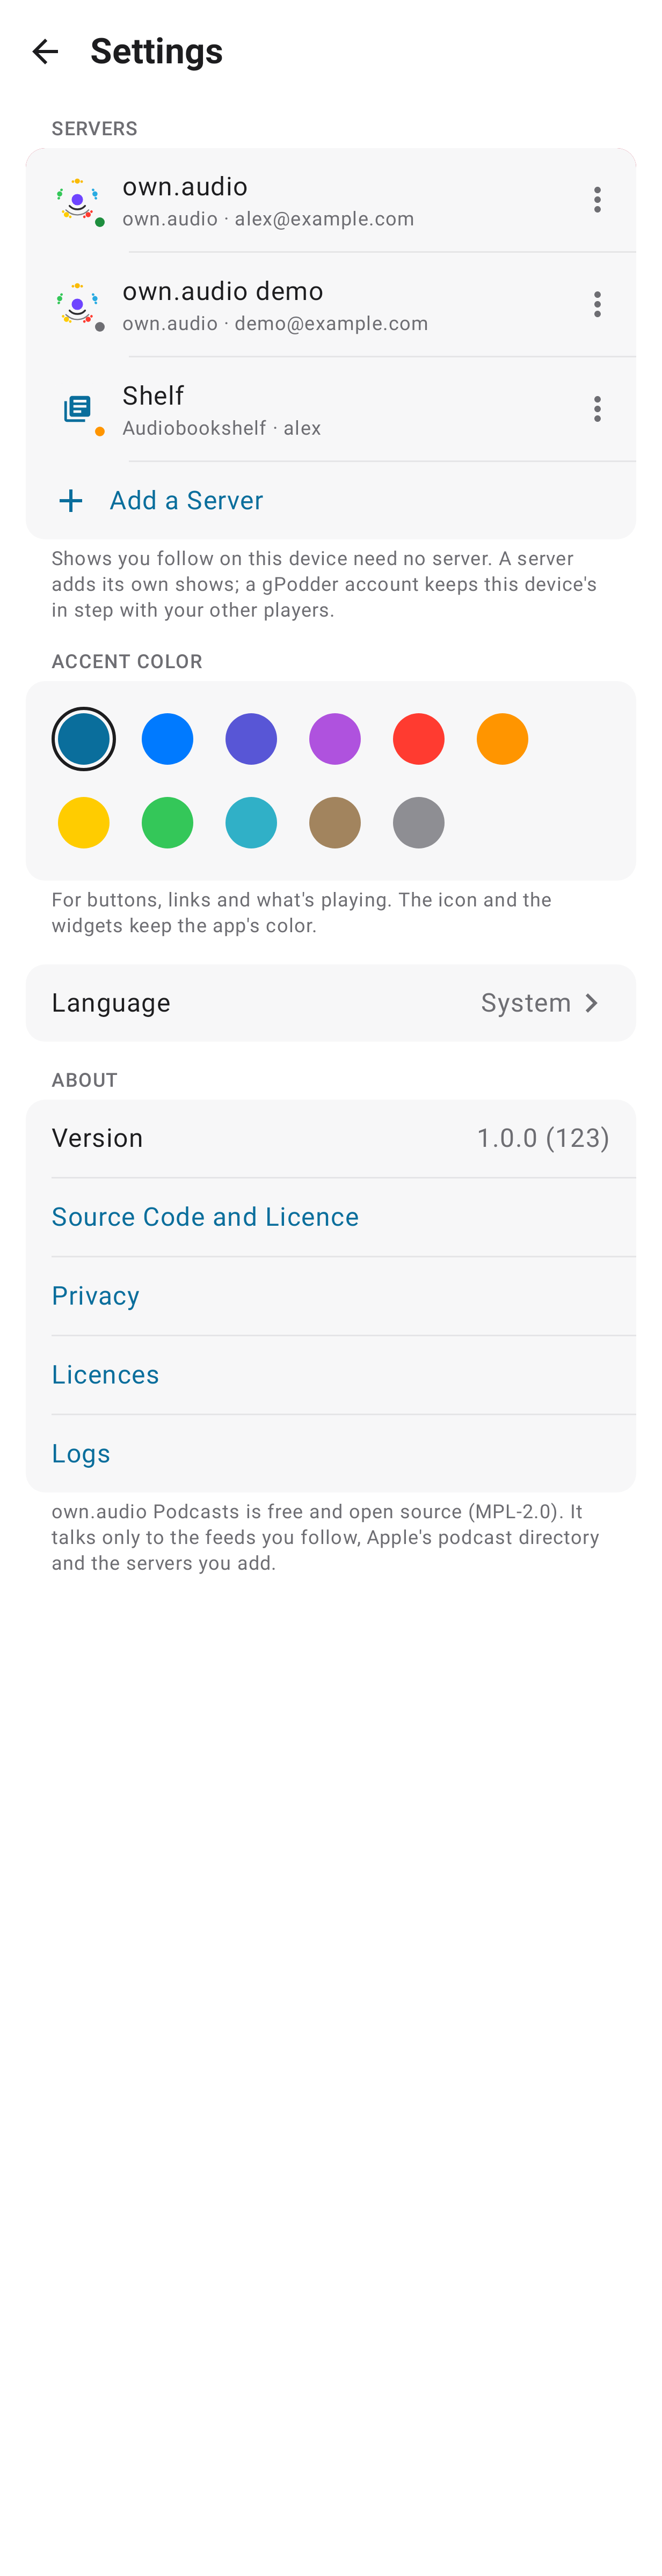 Settings
SERVERS
own.audio
own.audio · alex@example.com
own.audio demo
own.audio · demo@example.com
Shelf
Audiobookshelf · alex
Add a Server
Shows you follow on this device need no server. A server
adds its own shows; a gPodder account keeps this device's
in step with your other players.
ACCENT COLOR
For buttons, links and what's playing. The icon and the
widgets keep the app's color.
Language System
ABOUT
Version 1.0.0 (123)
Source Code and Licence
Privacy
Licences
Logs
own.audio Podcasts is free and open source (MPL-2.0). It
talks only to the feeds you follow, Apple's podcast directory
and the servers you add.